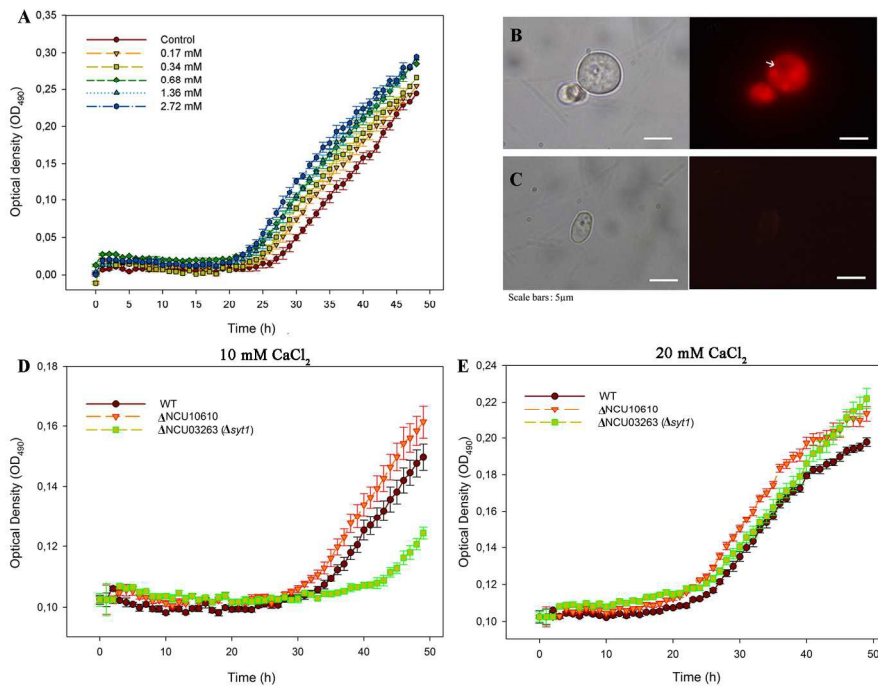 A
0,35
0,30
0,25
0,20
0,15
0,10
0,05
0,00
Optical density (OD490)
Control
0.17 mM
0.34 mM
0.68 mM
1.36 mM
2.72 mM
0 5 10 15 20 25 30 35 40 45 50
Time (h)
B
C
Scale bars : 5µm
10 mM CaCl2
D
0,18
0,16
0,14
0,12
0,10
Optical Density (OD490)
WT
ΔNCU10610
ΔNCU03263 (Δsyt1)
0 10 20 30 40 50
Time (h)
20 mM CaCl2
E
0,24
0,22
0,20
0,18
0,16
0,14
0,12
0,10
Optical Density (OD490)
WT
ΔNCU10610
ΔNCU03263 (Δsyt1)
0 10 20 30 40 50
Time (h)